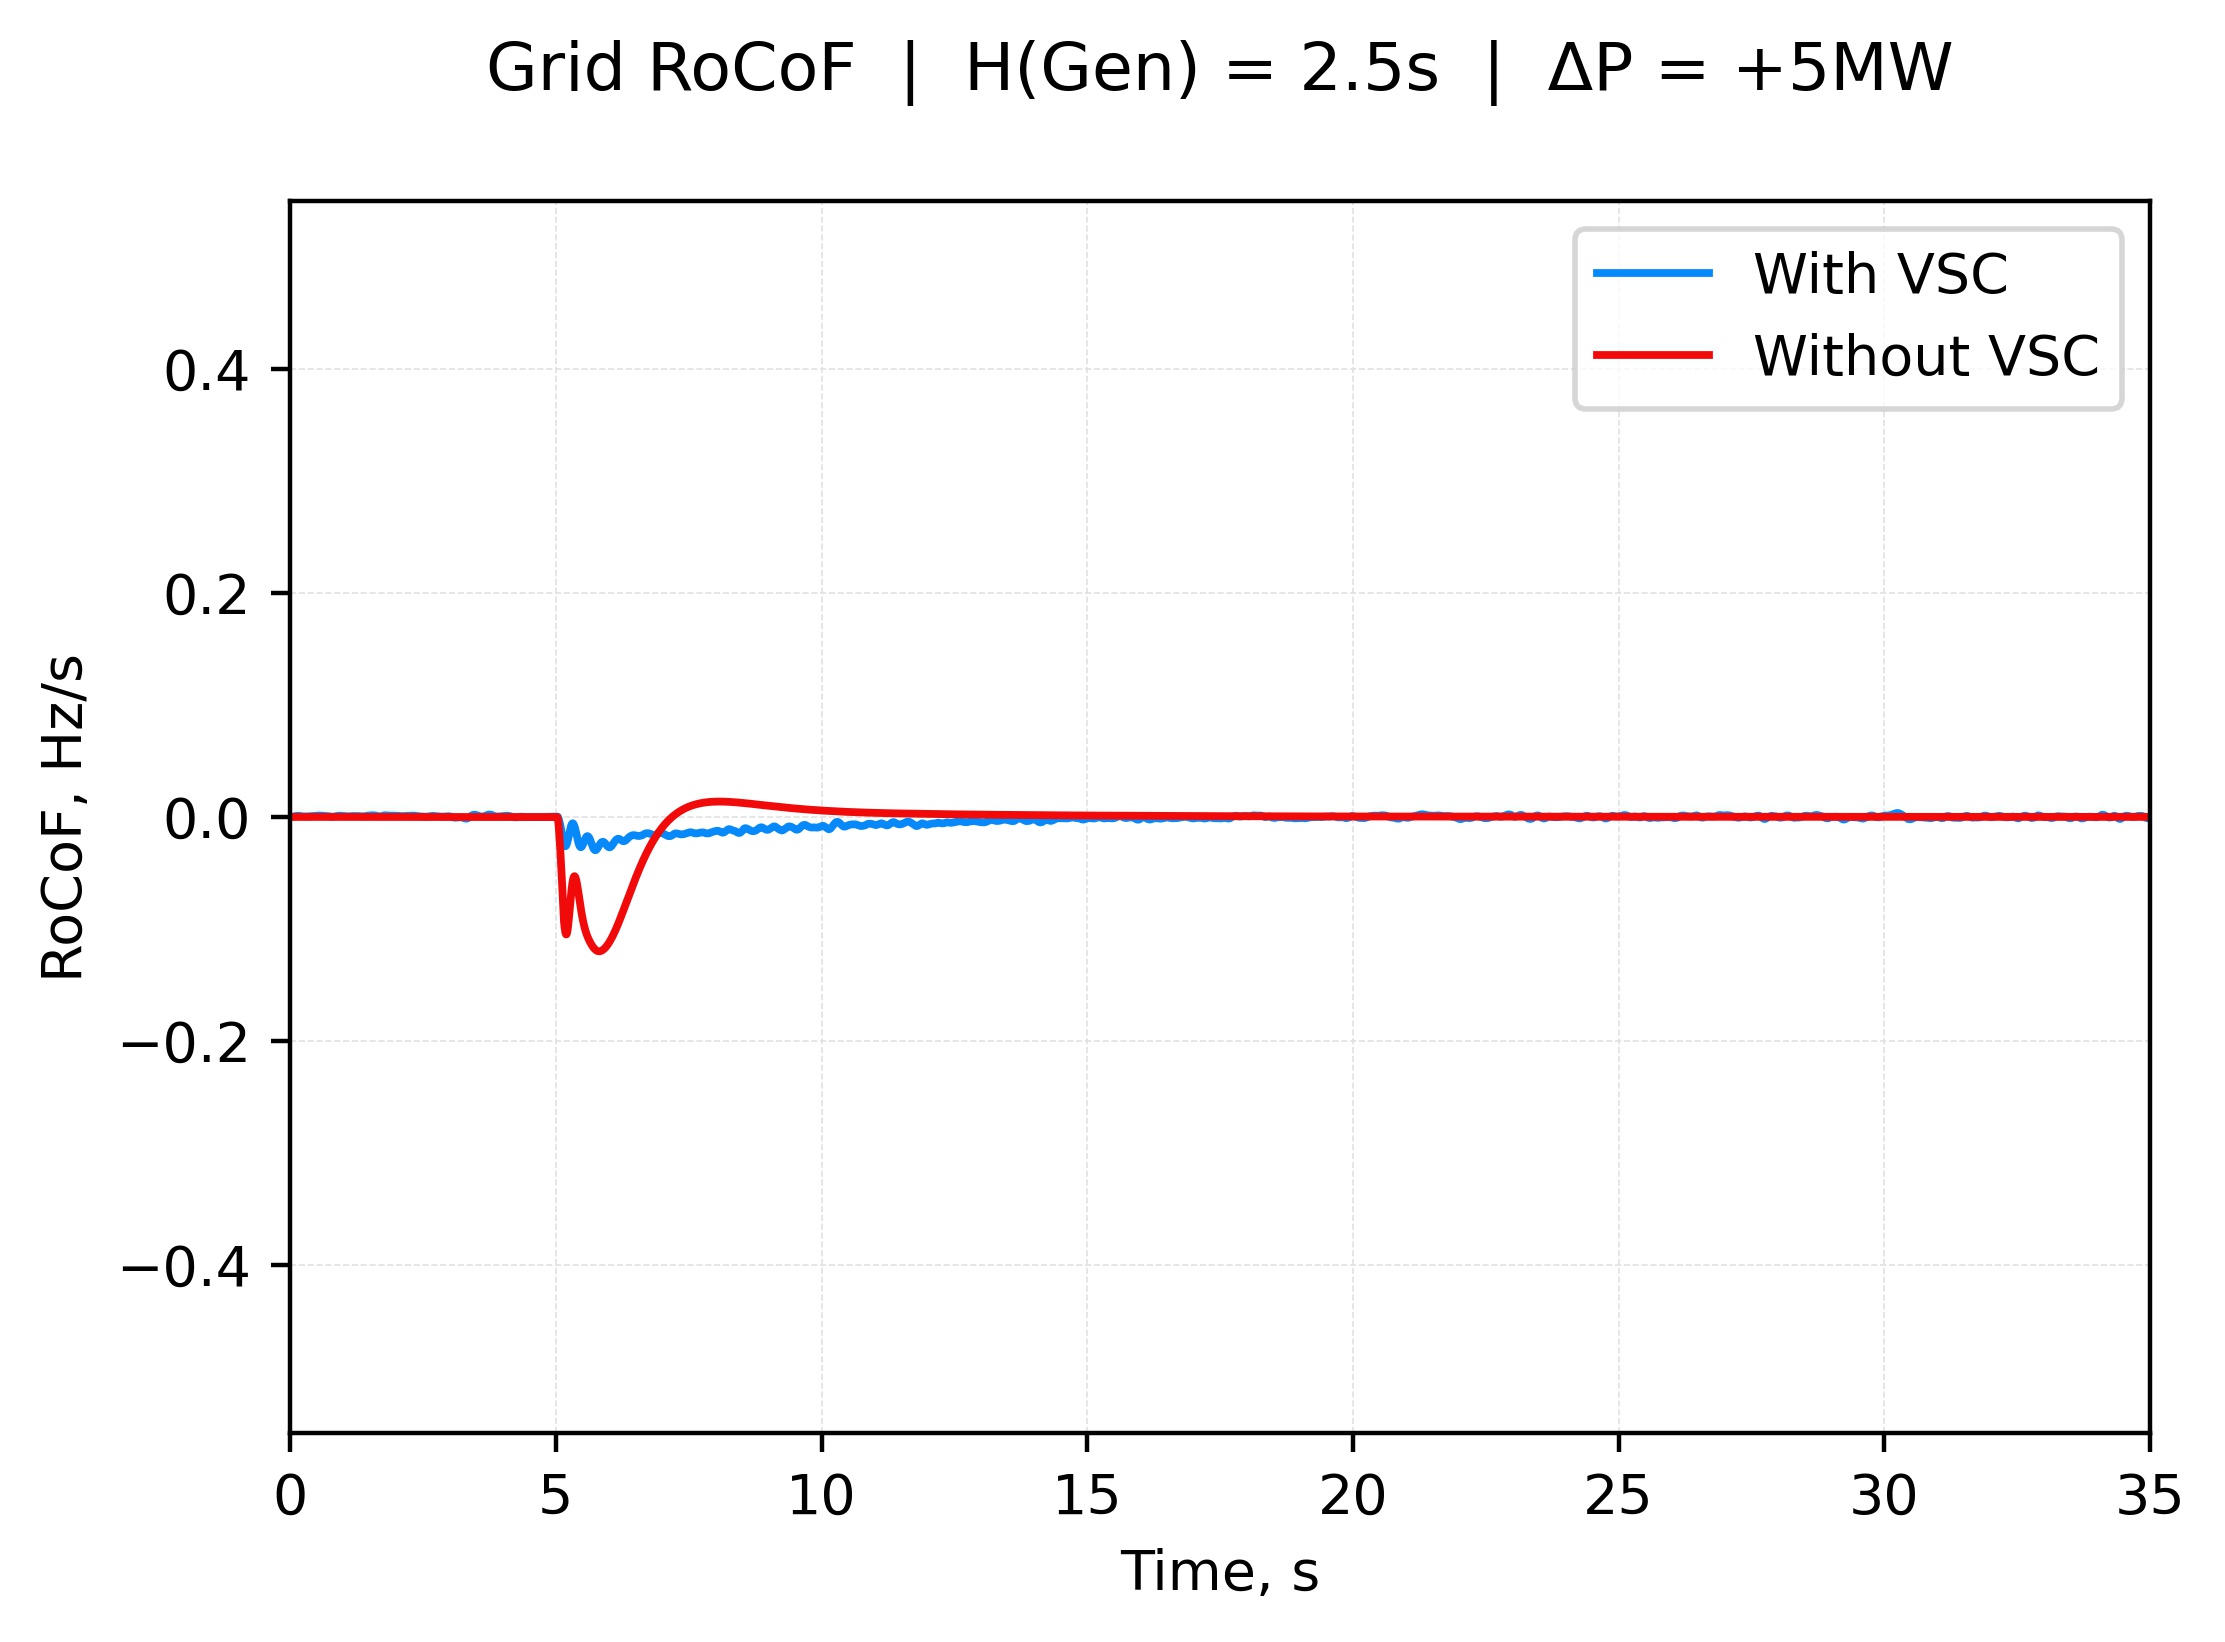 Grid RoCoF | H(Gen) = 2.5s | ΔP = +5MW
With VSC
Without VSC
0.4
0.2
0.0
−0.2
−0.4
RoCoF, Hz/s
0 5 10 15 20 25 30 35
Time, s